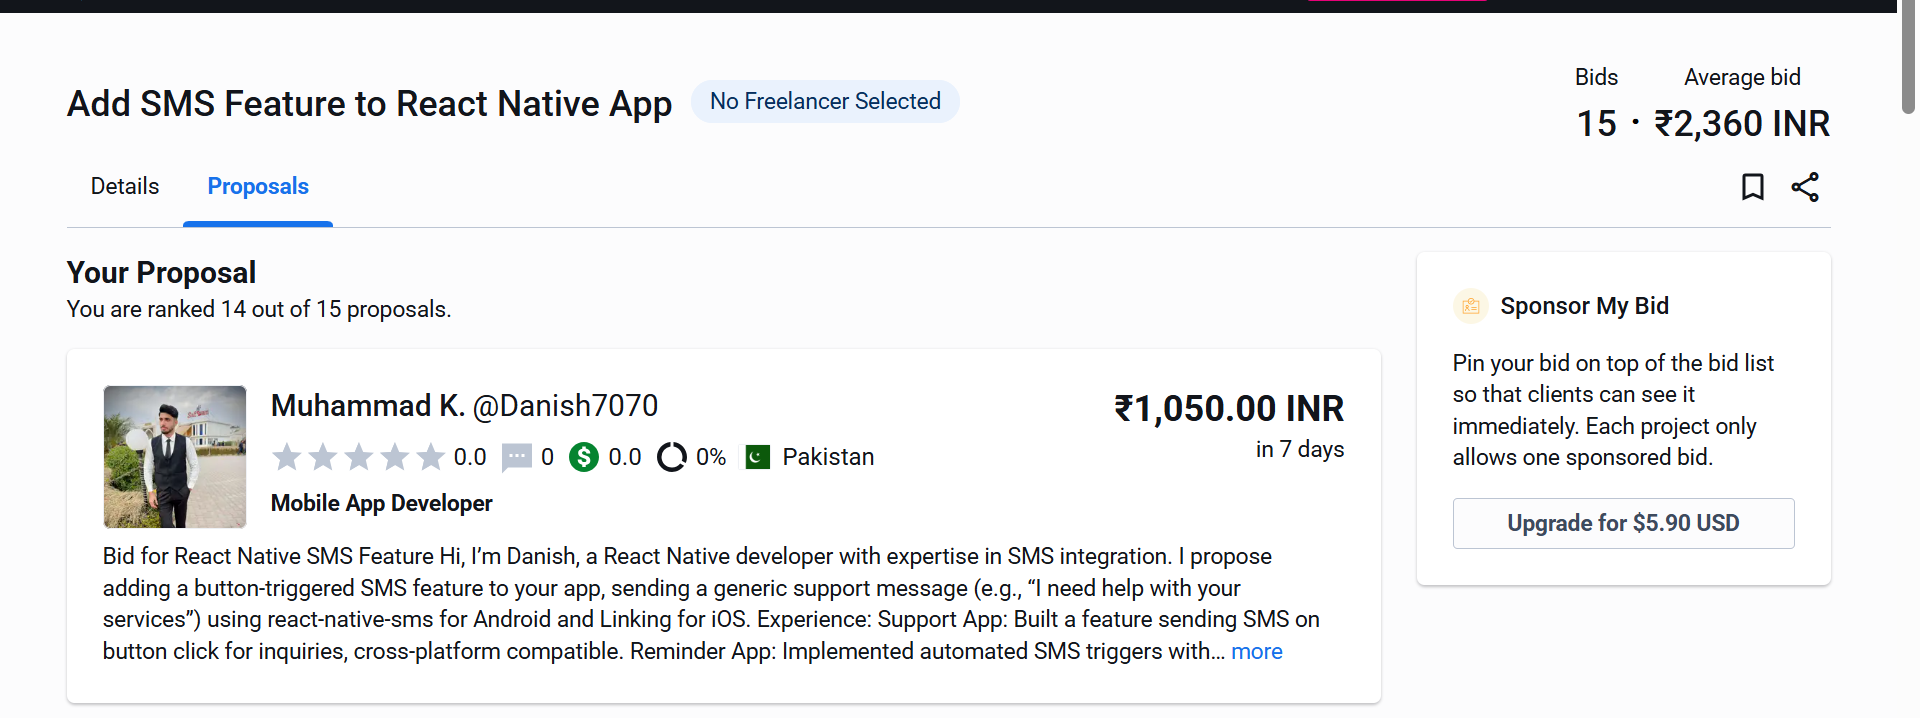 Add SMS Feature to React Native App
No Freelancer Selected
Bids
Average bid
15 · ₹2,360 INR
Details
Proposals
Your Proposal
You are ranked 14 out of 15 proposals.
Muhammad K. @Danish7070
₹1,050.00 INR
in 7 days
0.0
0
0.0
0%
Pakistan
Mobile App Developer
Bid for React Native SMS Feature Hi, I’m Danish, a React Native developer with expertise in SMS integration. I propose
adding a button-triggered SMS feature to your app, sending a generic support message (e.g., “I need help with your
services”) using react-native-sms for Android and Linking for iOS. Experience: Support App: Built a feature sending SMS on
button click for inquiries, cross-platform compatible. Reminder App: Implemented automated SMS triggers with... more
Sponsor My Bid
Pin your bid on top of the bid list
so that clients can see it
immediately. Each project only
allows one sponsored bid.
Upgrade for $5.90 USD